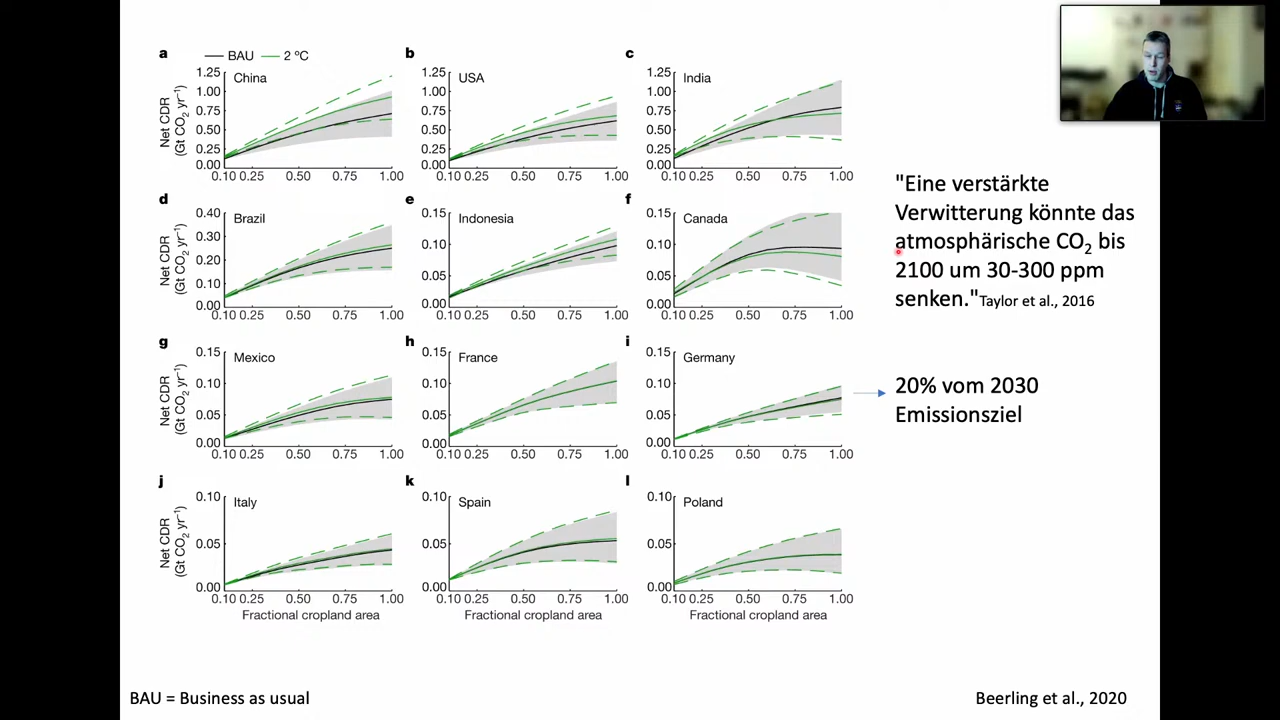 a
BAU
2 ºC
b
c
China
USA
India
Net CDR
(Gt CO₂ yr⁻¹)
1.25
1.00
0.75
0.50
0.25
0.00
0.10 0.25 0.50 0.75 1.00
1.25
1.00
0.75
0.50
0.25
0.00
0.10 0.25 0.50 0.75 1.00
1.25
1.00
0.75
0.50
0.25
0.00
0.10 0.25 0.50 0.75 1.00
d
e
f
Brazil
Indonesia
Canada
Net CDR
(Gt CO₂ yr⁻¹)
0.40
0.30
0.20
0.10
0.00
0.10 0.25 0.50 0.75 1.00
0.15
0.10
0.05
0.00
0.10 0.25 0.50 0.75 1.00
0.15
0.10
0.05
0.00
0.10 0.25 0.50 0.75 1.00
g
h
i
Mexico
France
Germany
Net CDR
(Gt CO₂ yr⁻¹)
0.15
0.10
0.05
0.00
0.10 0.25 0.50 0.75 1.00
0.15
0.10
0.05
0.00
0.10 0.25 0.50 0.75 1.00
0.15
0.10
0.05
0.00
0.10 0.25 0.50 0.75 1.00
j
k
l
Italy
Spain
Poland
Net CDR
(Gt CO₂ yr⁻¹)
0.10
0.05
0.00
0.10 0.25 0.50 0.75 1.00
Fractional cropland area
0.10
0.05
0.00
0.10 0.25 0.50 0.75 1.00
Fractional cropland area
0.10
0.05
0.00
0.10 0.25 0.50 0.75 1.00
Fractional cropland area
"Eine verstärkte
Verwitterung könnte das
atmosphärische CO₂ bis
2100 um 30-300 ppm
senken."Taylor et al., 2016
20% vom 2030
Emissionsziel
BAU = Business as usual
Beerling et al., 2020